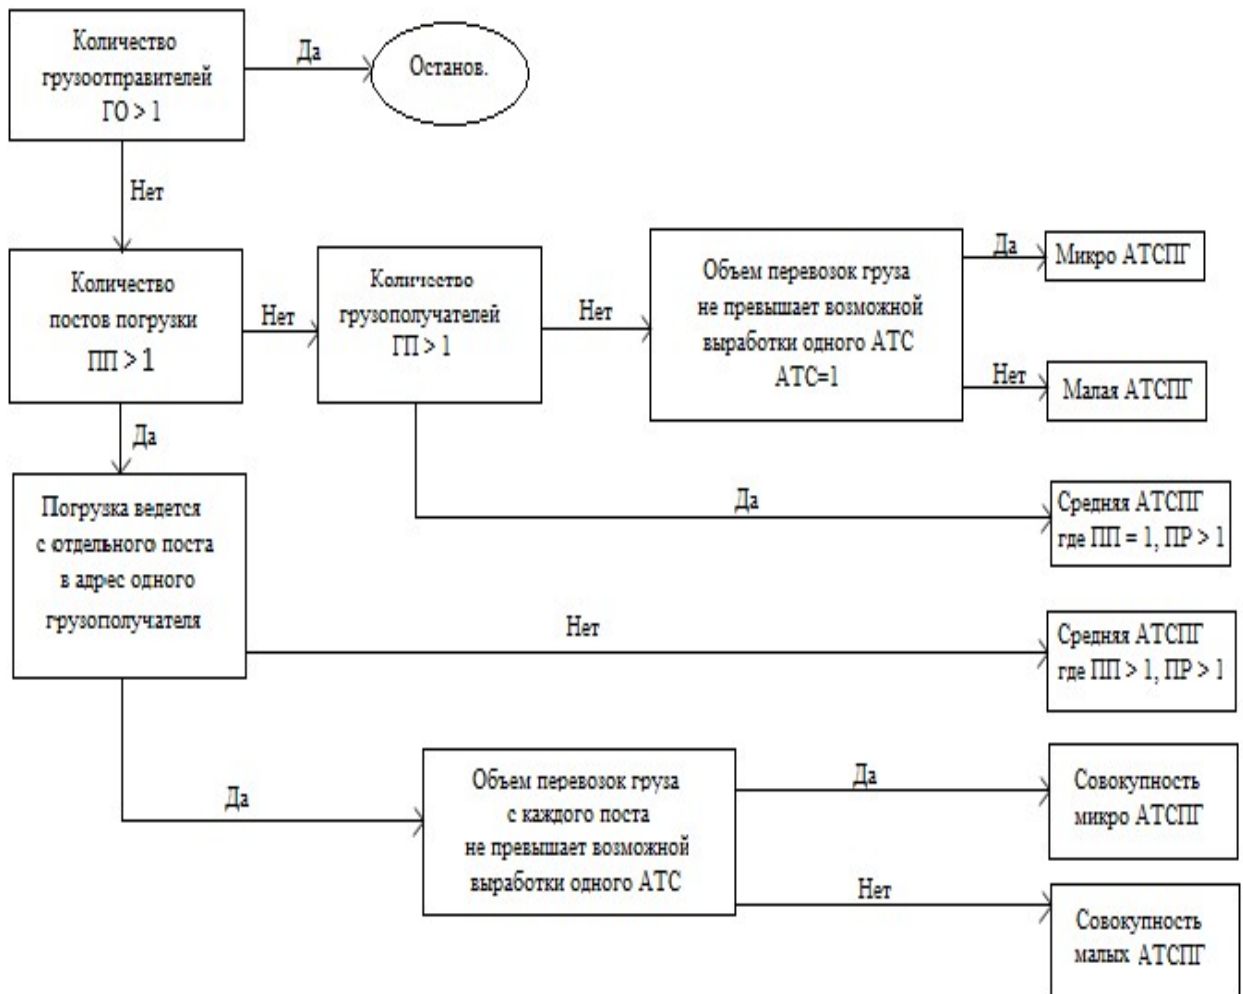 Количество
грузоотправителей
ГО > 1
Да
Останов.
Нет
Количество
постов погрузки
ПП > 1
Нет
Количество
грузополучателей
ГП > 1
Нет
Объем перевозок груза
не превышает возможной
выработки одного АТС
АТС=1
Да
Микро АТСПГ
Нет
Малая АТСПГ
Да
Да
Средняя АТСПГ
где ПП = 1, ПР > 1
Погрузка ведется
с отдельного поста
в адрес одного
грузополучателя
Нет
Средняя АТСПГ
где ПП > 1, ПР > 1
Да
Объем перевозок груза
с каждого поста
не превышает возможной
выработки одного АТС
Да
Совокупность
микро АТСПГ
Нет
Совокупность
малых АТСПГ